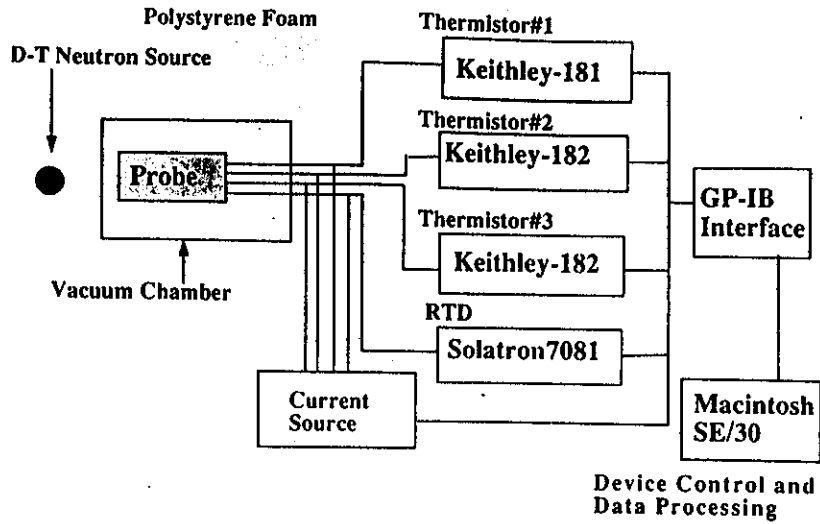 Polystyrene Foam
D-T Neutron Source
Probe
Vacuum Chamber
Thermistor#1
Keithley-181
Thermistor#2
Keithley-182
Thermistor#3
Keithley-182
RTD
Solatron7081
Current
Source
GP-IB
Interface
Macintosh
SE/30
Device Control and
Data Processing